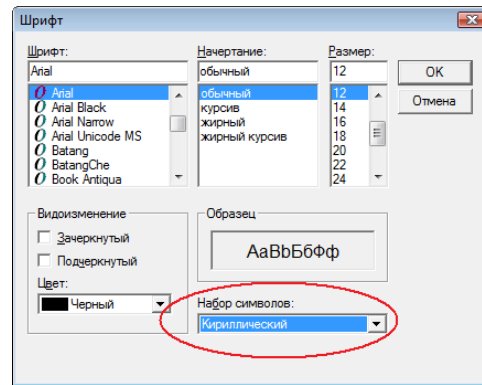 Шрифт
Шрифт:
Начертание:
Размер:
Arial
обычный
12
OK
Arial
обычный
12
Отмена
Arial Black
курсив
14
Arial Narrow
жирный
16
Arial Unicode MS
жирный курсив
18
Batang
20
BatangChe
22
Book Antiqua
24
Видоизменение
Образец
Зачеркнутый
АаBbБбФф
Подчеркнутый
Цвет:
Черный
Набор символов:
Кириллический